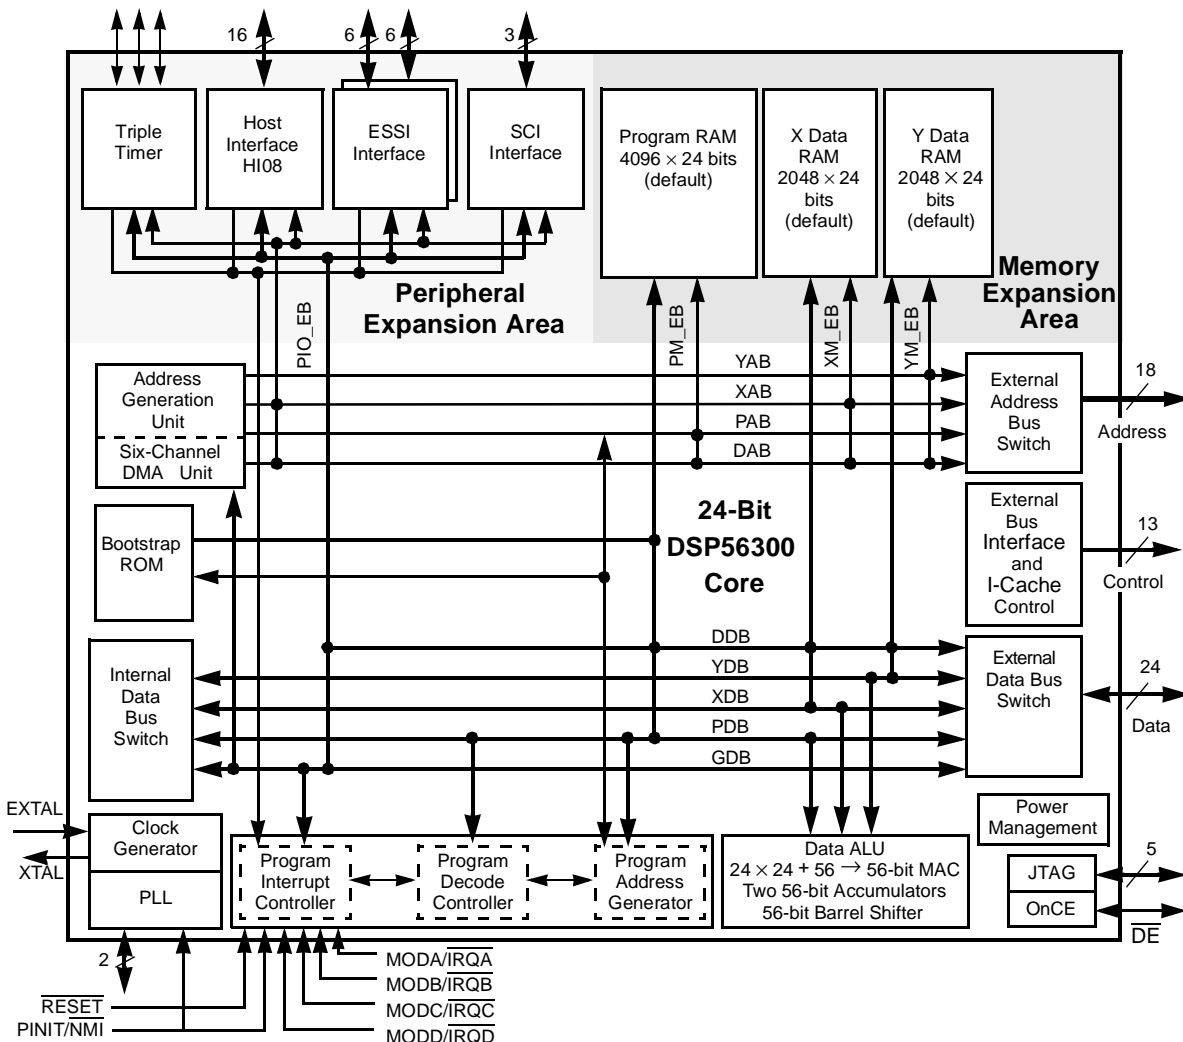 16
6
6
3
Triple
Timer
Host
Interface
HI08
ESSI
Interface
SCI
Interface
Program RAM
4096 × 24 bits
(default)
X Data
RAM
2048 × 24
bits
(default)
Y Data
RAM
2048 × 24
bits
(default)
Peripheral
Expansion Area
Memory
Expansion
Area
PIO_EB
PM_EB
XM_EB
YM_EB
Address
Generation
Unit
Six-Channel
DMA Unit
YAB
XAB
PAB
DAB
External
Address
Bus
Switch
18
Address
Bootstrap
ROM
24-Bit
DSP56300
Core
External
Bus
Interface
and
I-Cache
Control
13
Control
Internal
Data
Bus
Switch
DDB
YDB
XDB
PDB
GDB
External
Data Bus
Switch
24
Data
EXTAL
XTAL
Clock
Generator
PLL
2
Program
Interrupt
Controller
Program
Decode
Controller
Program
Address
Generator
Data ALU
24 × 24 + 56 → 56-bit MAC
Two 56-bit Accumulators
56-bit Barrel Shifter
Power
Management
JTAG
OnCE
5
DE
RESET
PINIT/NMI
MODA/IRQA
MODB/IRQB
MODC/IRQC
MODD/IRQD